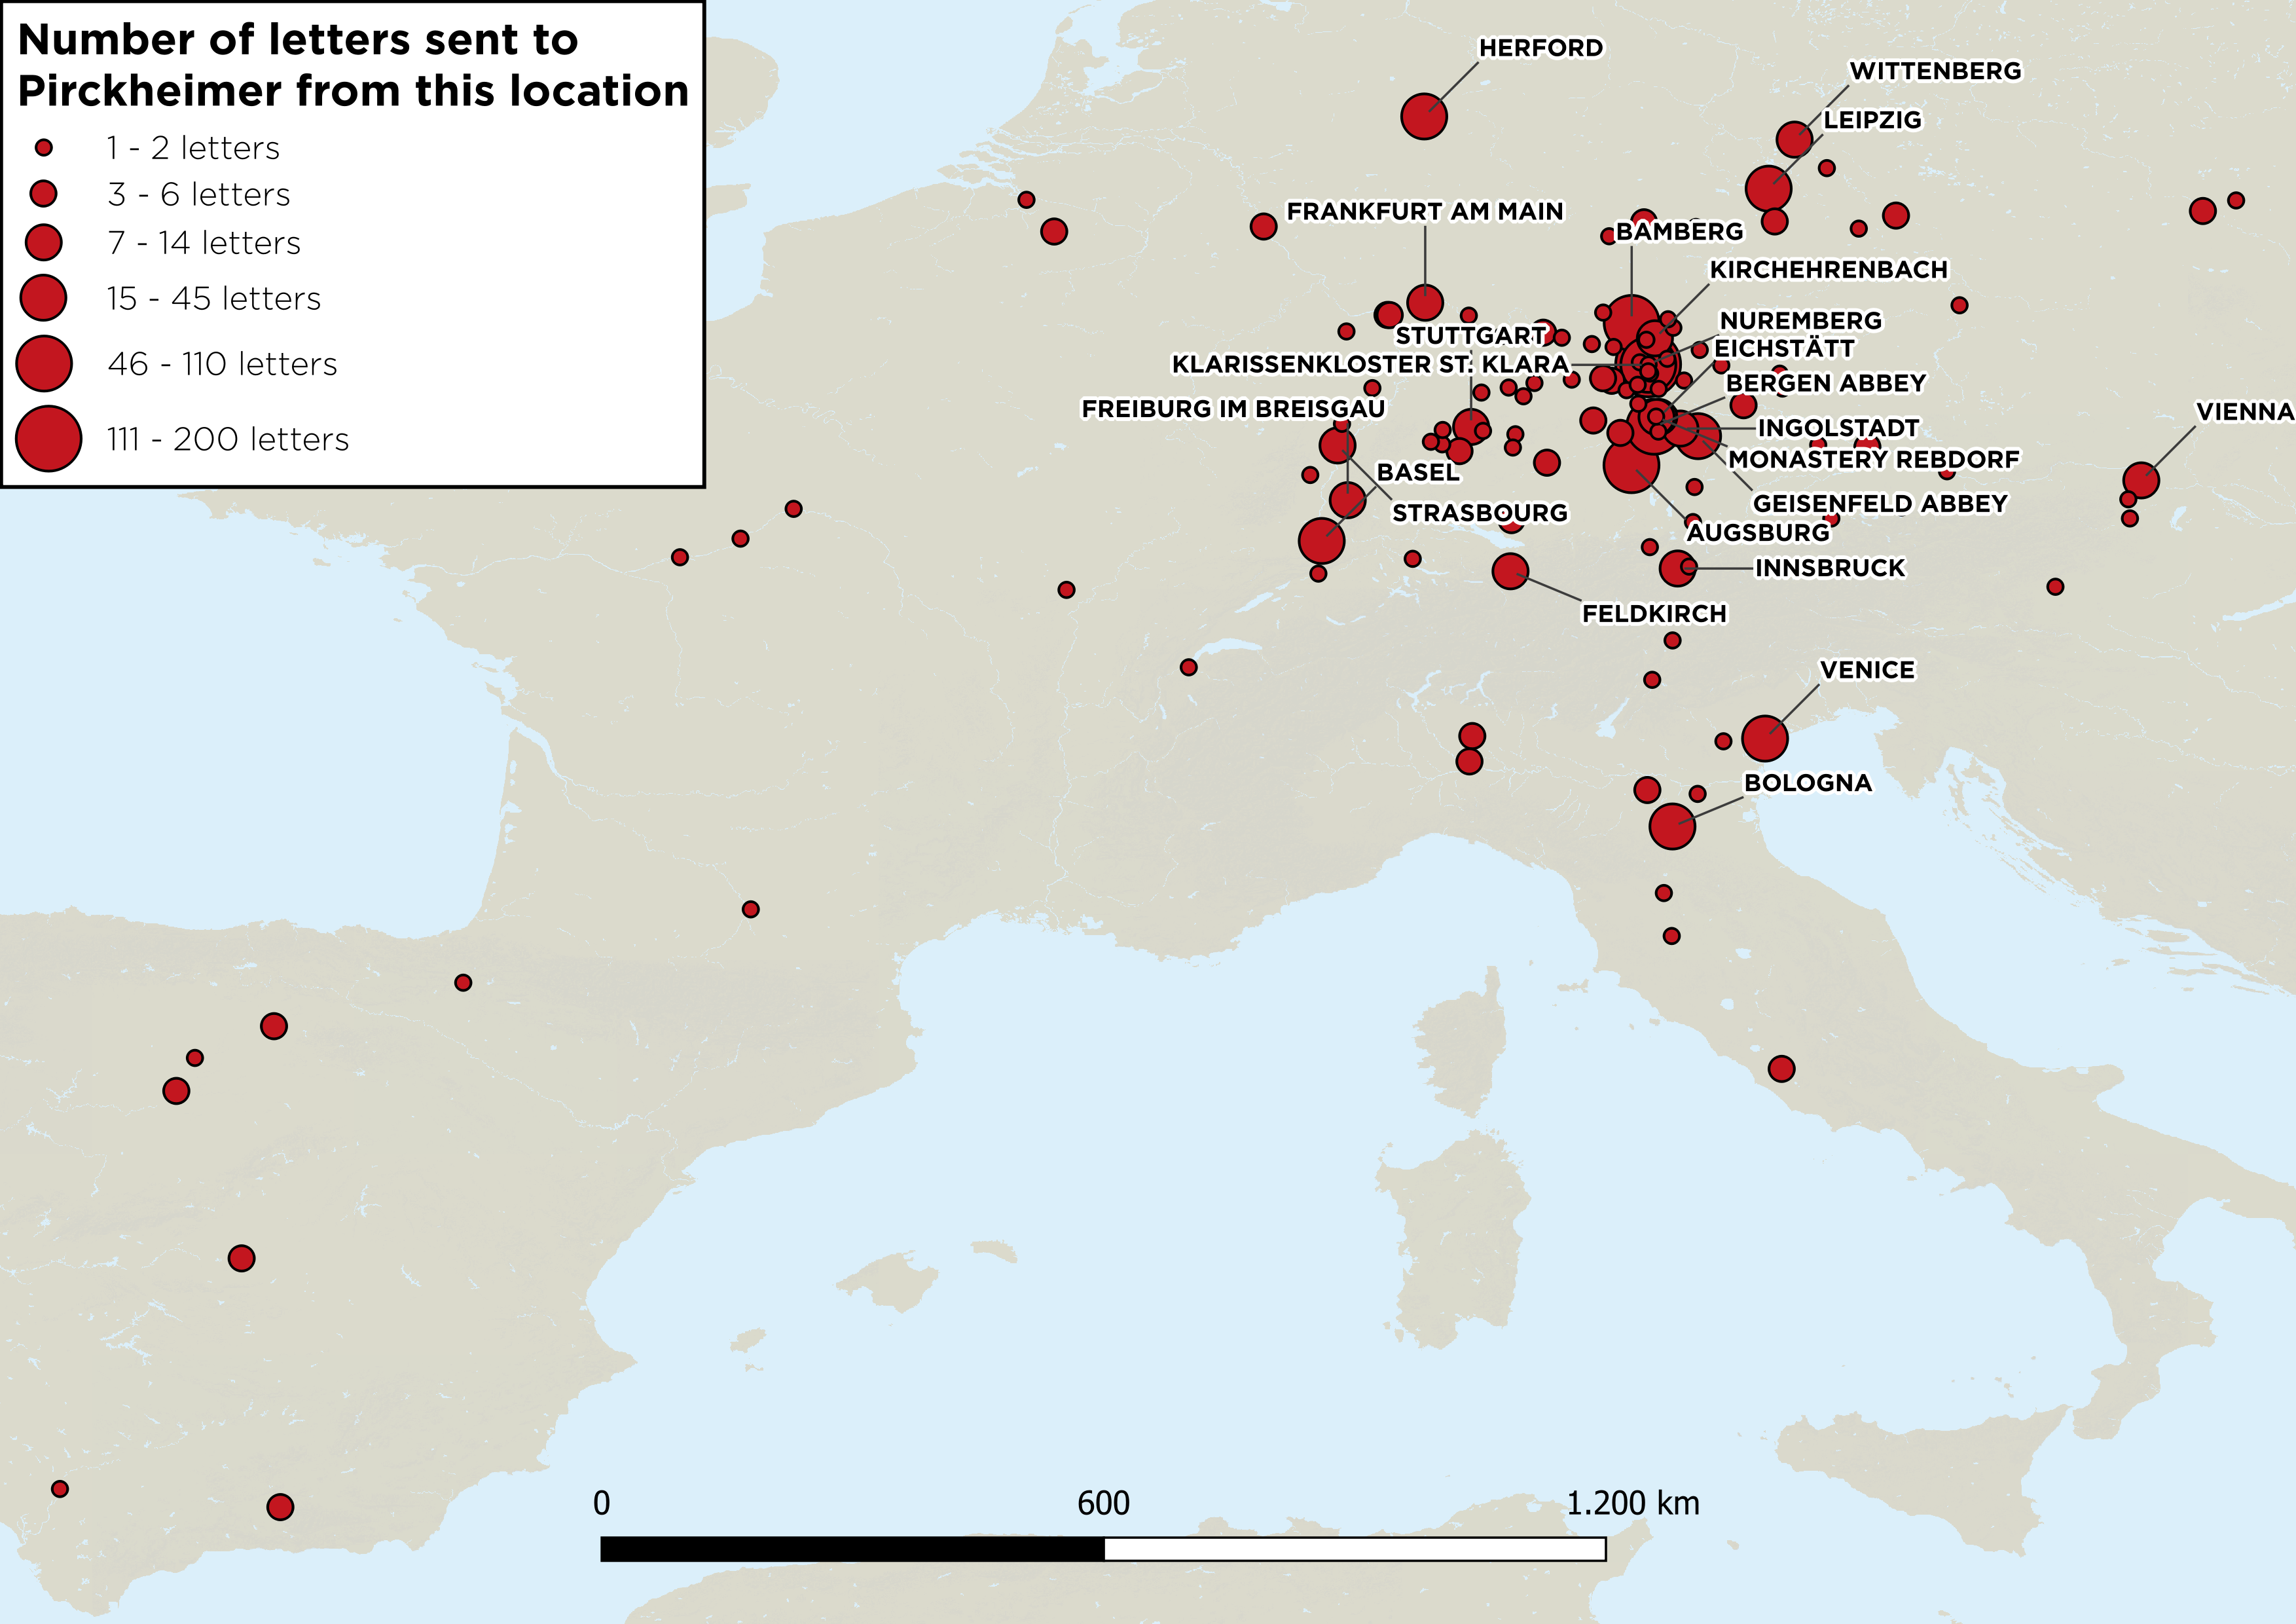 Number of letters sent to
Pirckheimer from this location
1 - 2 letters
3 - 6 letters
7 - 14 letters
15 - 45 letters
46 - 110 letters
111 - 200 letters
HERFORD
WITTENBERG
LEIPZIG
FRANKFURT AM MAIN
BAMBERG
KIRCHEHRENBACH
NUREMBERG
STUTTGART
EICHSTÄTT
KLARISSENKLOSTER ST. KLARA
BERGEN ABBEY
FREIBURG IM BREISGAU
VIENNA
INGOLSTADT
MONASTERY REBDORF
BASEL
GEISENFELD ABBEY
STRASBOURG
AUGSBURG
INNSBRUCK
FELDKIRCH
VENICE
BOLOGNA
0 600 1.200 km